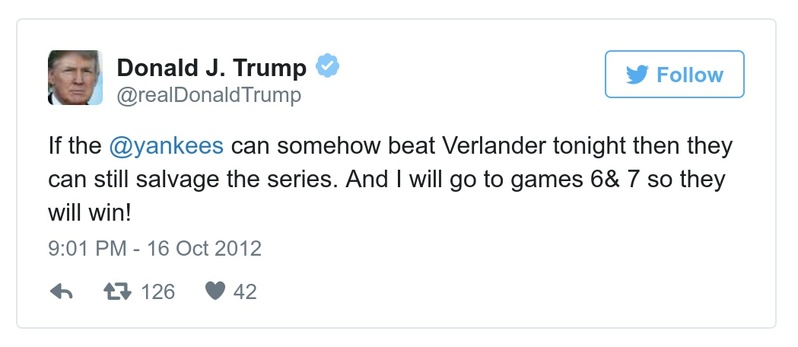 Donald J. Trump
@realDonaldTrump
Follow
If the @yankees can somehow beat Verlander tonight then they
can still salvage the series. And I will go to games 6& 7 so they
will win!
9:01 PM - 16 Oct 2012
126 42